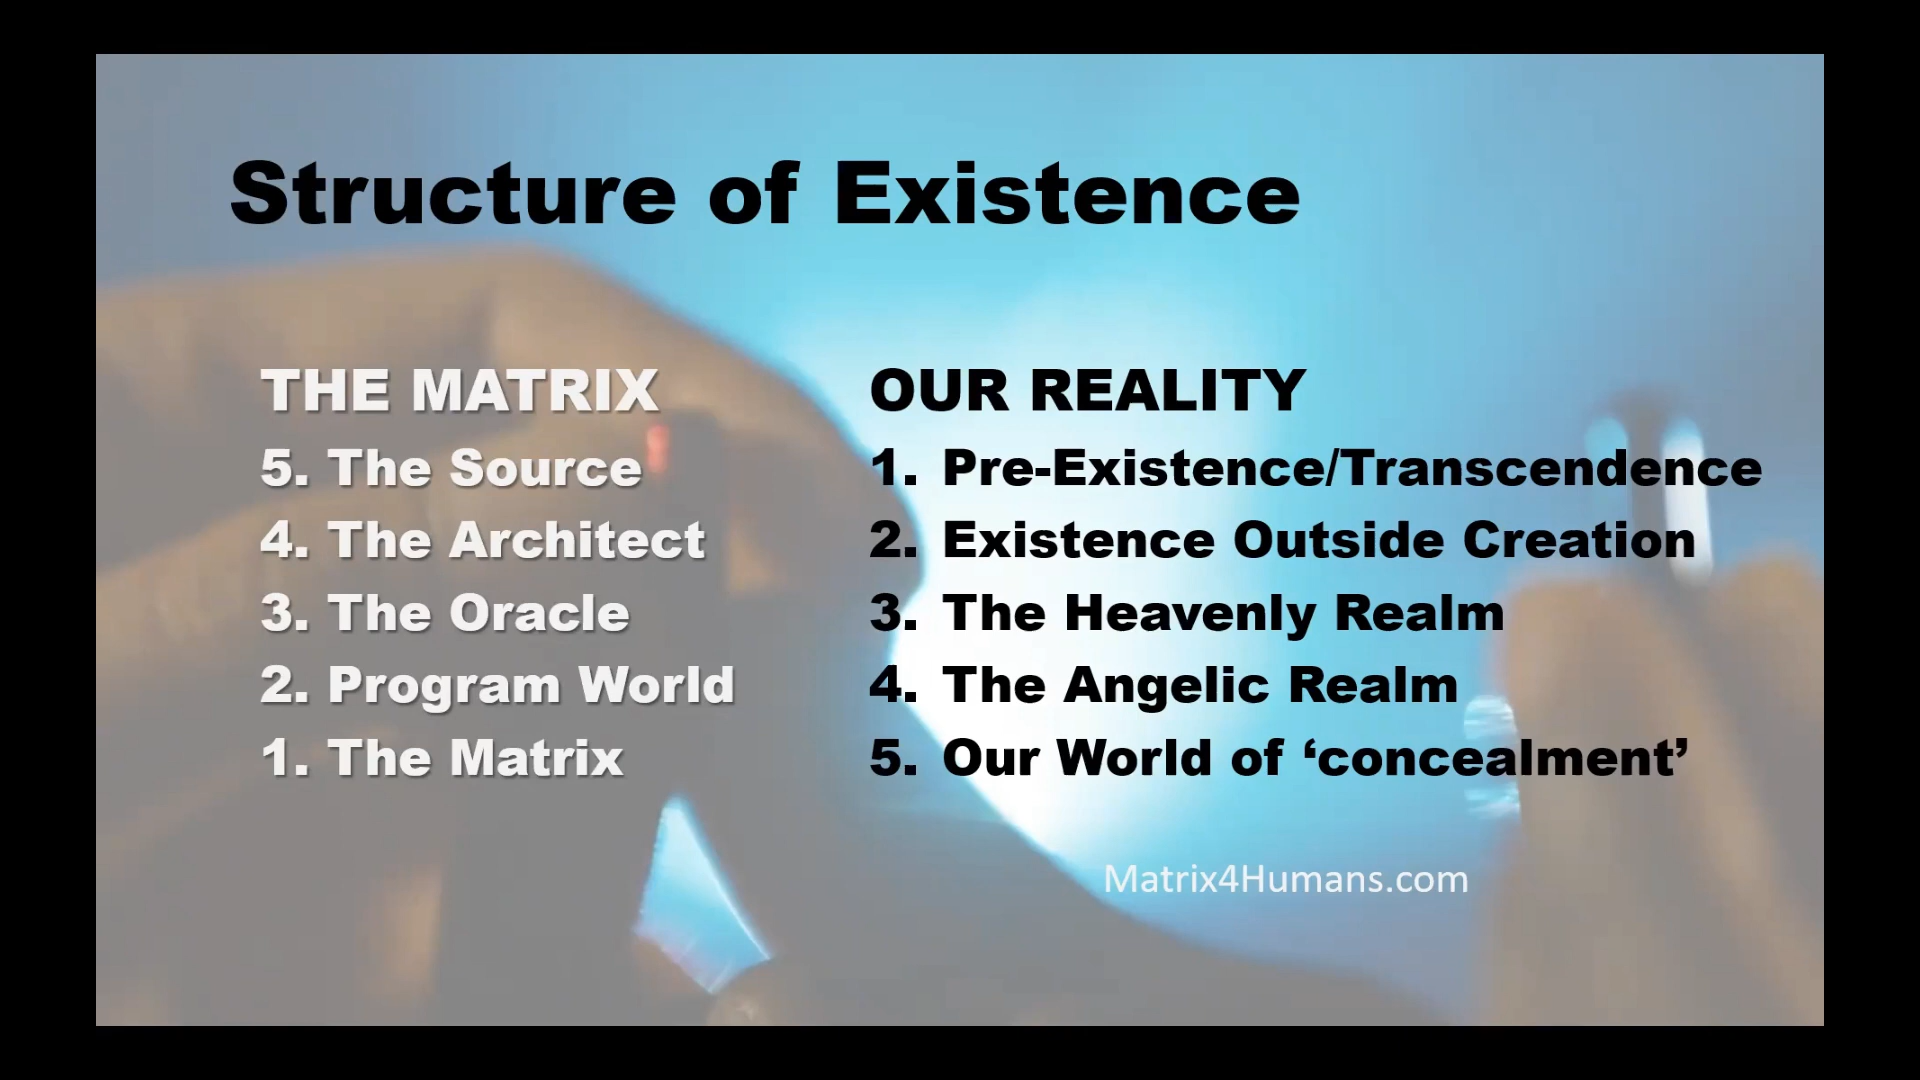 Structure of Existence
THE MATRIX
5. The Source
4. The Architect
3. The Oracle
2. Program World
1. The Matrix
OUR REALITY
1. Pre-Existence/Transcendence
2. Existence Outside Creation
3. The Heavenly Realm
4. The Angelic Realm
5. Our World of ‘concealment’
Matrix4Humans.com